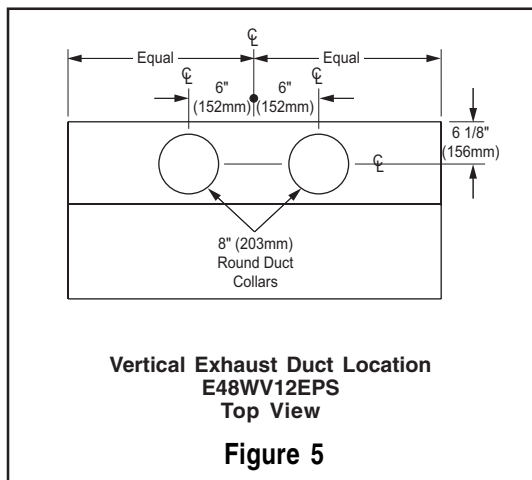 ℄
Equal Equal
℄ ℄
6" 6"
(152mm) (152mm)
6 1/8"
(156mm)
℄
8" (203mm)
Round Duct
Collars
Vertical Exhaust Duct Location
E48WV12EPS
Top View
Figure 5